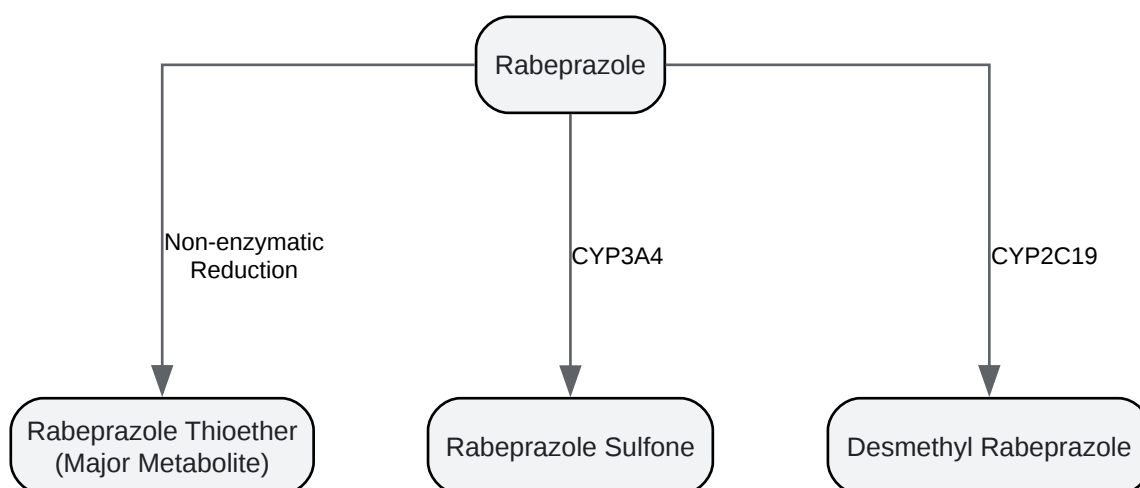 Rabeprazole
Non-enzymatic
Reduction
CYP3A4
CYP2C19
Rabeprazole Thioether
(Major Metabolite)
Rabeprazole Sulfone
Desmethyl Rabeprazole